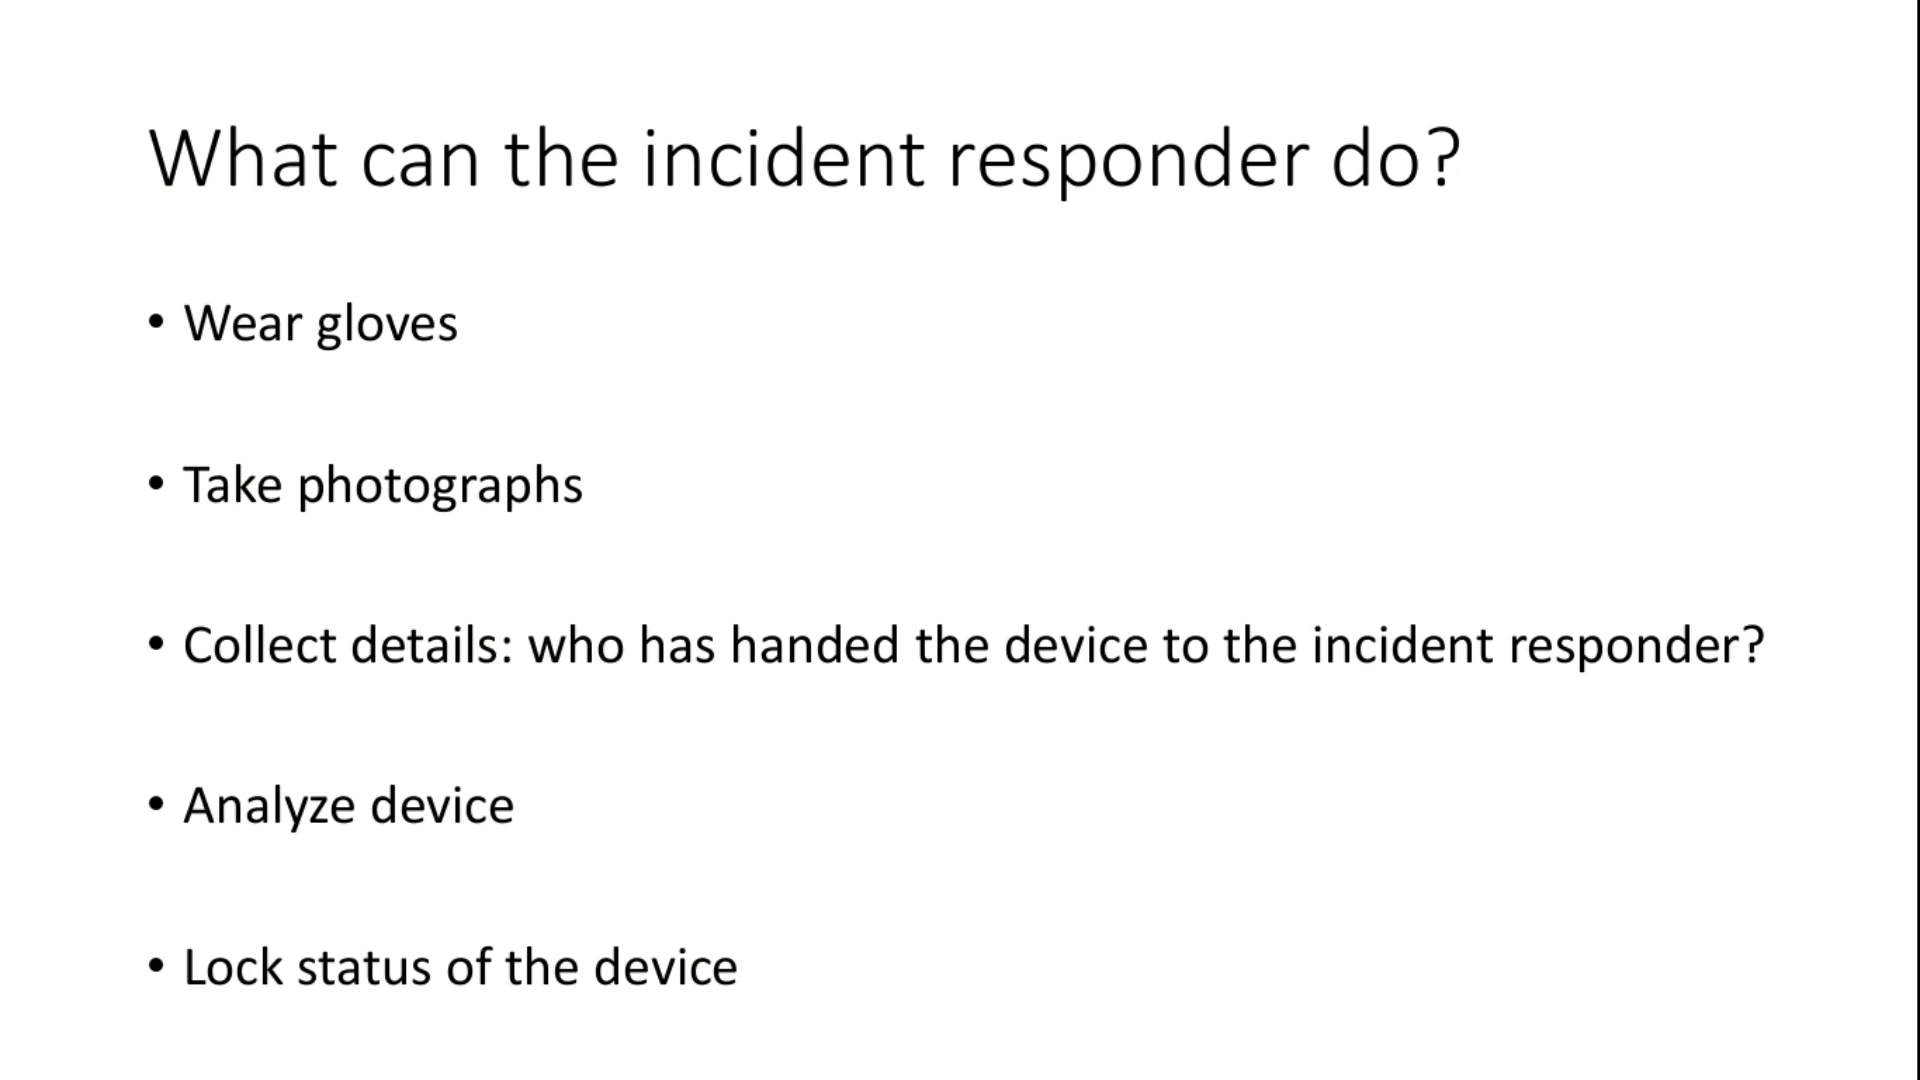 What can the incident responder do?
• Wear gloves
• Take photographs
• Collect details: who has handed the device to the incident responder?
• Analyze device
• Lock status of the device